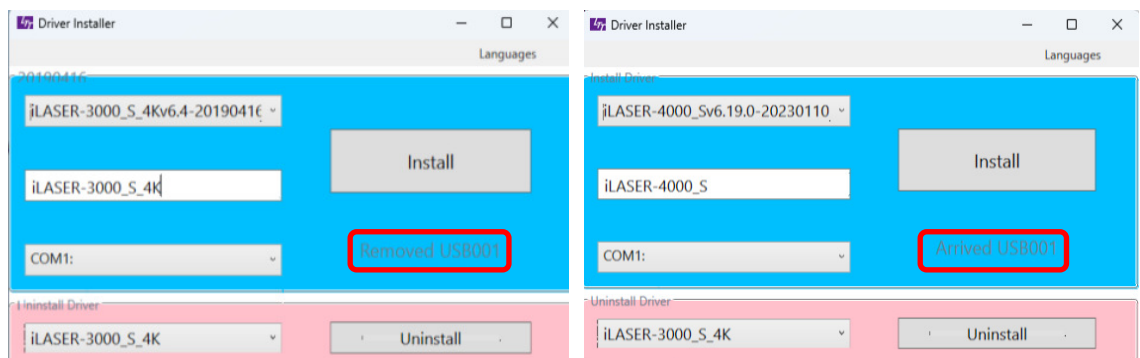 Driver Installer
Languages
20190416
iLASER-3000_S_4Kv6.4-20190416
Install
iLASER-3000_S_4K
Removed USB001
COM1:
Uninstall Driver
iLASER-3000_S_4K
Uninstall
Driver Installer
Languages
Install Driver
iLASER-4000_Sv6.19.0-20230110
Install
iLASER-4000_S
Arrived USB001
COM1:
Uninstall Driver
iLASER-3000_S_4K
Uninstall